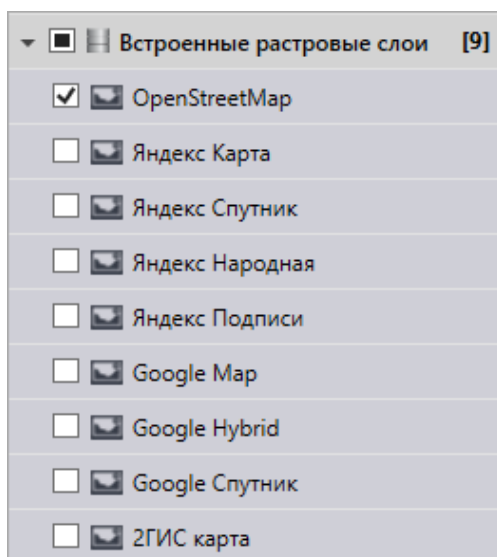 Встроенные растровые слои [9]
OpenStreetMap
Яндекс Карта
Яндекс Спутник
Яндекс Народная
Яндекс Подписи
Google Map
Google Hybrid
Google Спутник
2ГИС карта